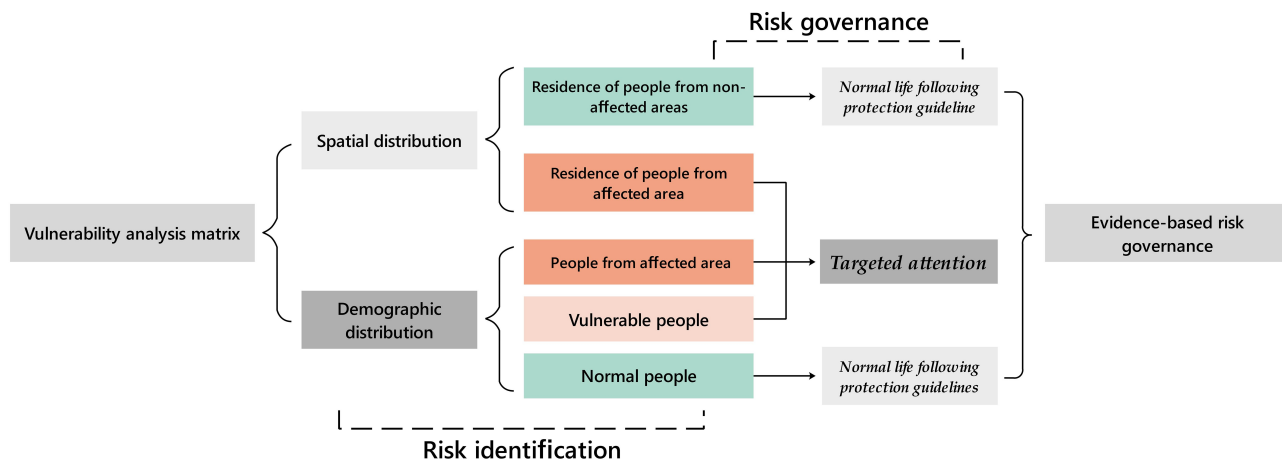 Risk governance
Residence of people from non-
affected areas
Normal life following
protection guideline
Spatial distribution
Residence of people from
affected area
Vulnerability analysis matrix
Evidence-based risk
governance
People from affected area
Targeted attention
Demographic
distribution
Vulnerable people
Normal people
Normal life following
protection guidelines
Risk identification